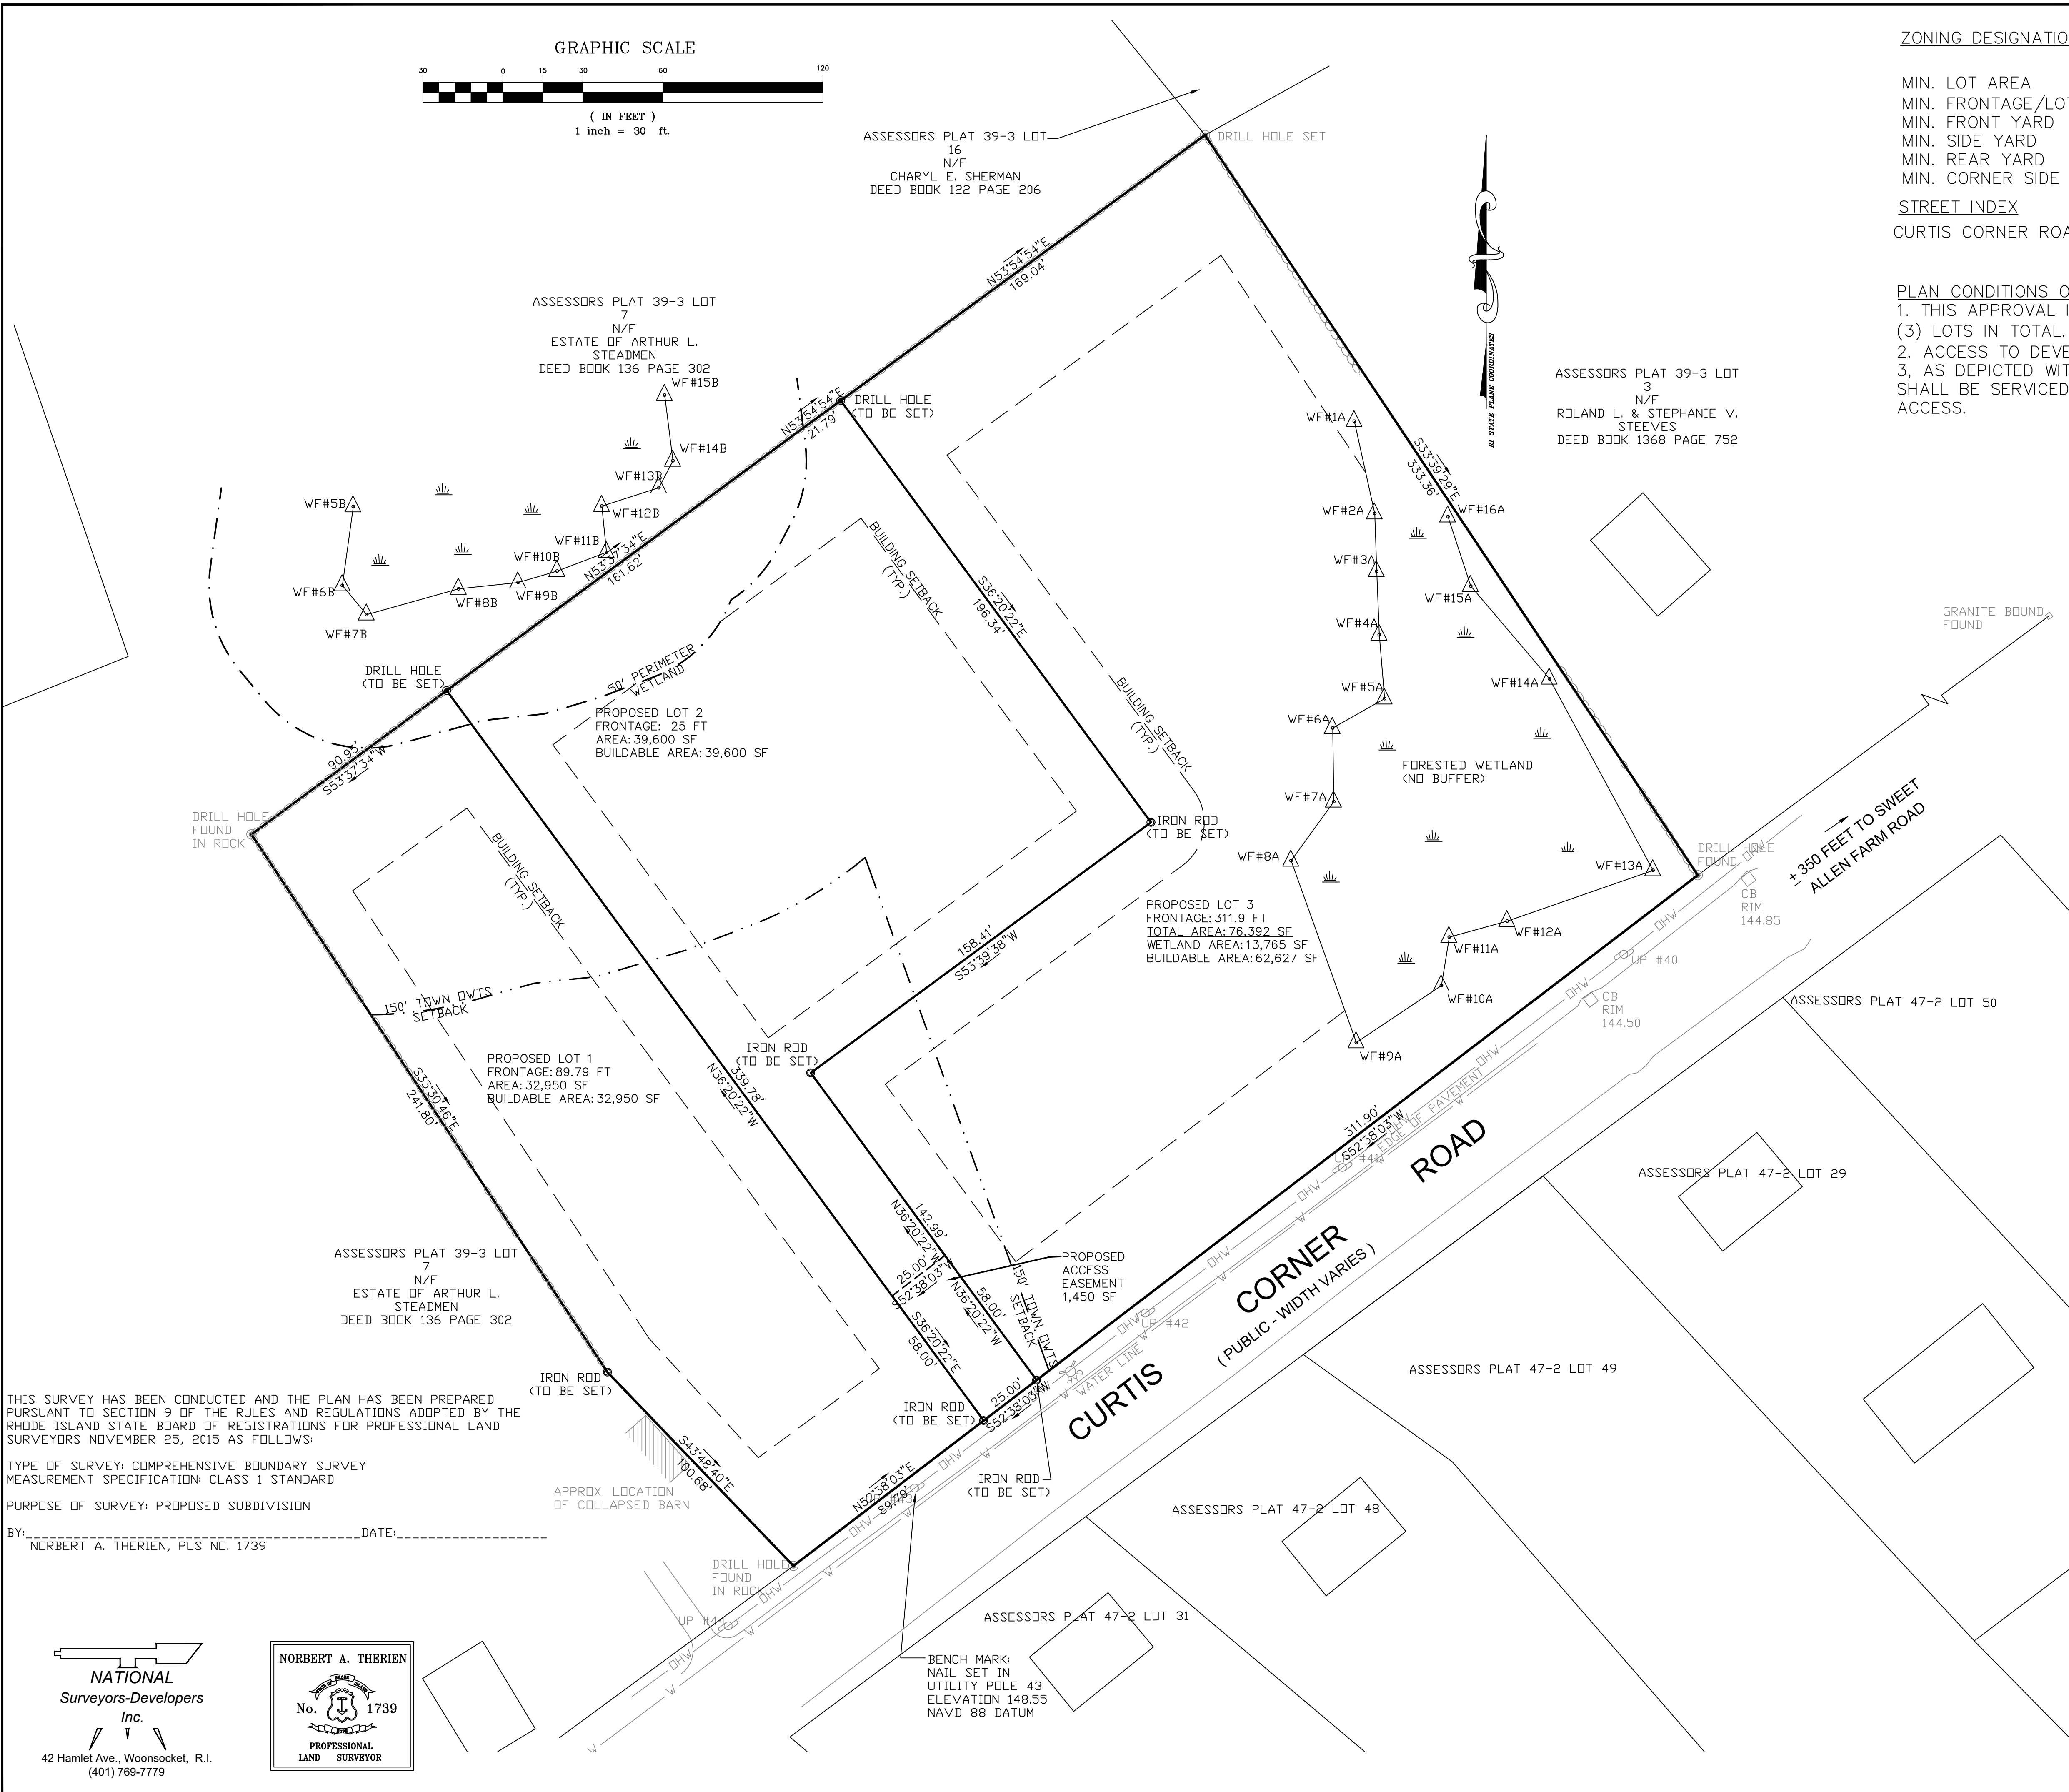 GRAPHIC SCALE
30 0 15 30 60 120
( IN FEET )
1 inch = 30 ft.
ZONING DESIGNATIO
MIN. LOT AREA
MIN. FRONTAGE/LOT
MIN. FRONT YARD
MIN. SIDE YARD
MIN. REAR YARD
MIN. CORNER SIDE
STREET INDEX
CURTIS CORNER ROA
PLAN CONDITIONS O
1. THIS APPROVAL I
(3) LOTS IN TOTAL.
2. ACCESS TO DEVE
3, AS DEPICTED WIT
SHALL BE SERVICED
ACCESS.
ASSESSORS PLAT 39-3 LOT
16
N/F
CHARYL E. SHERMAN
DEED BOOK 122 PAGE 206
DRILL HOLE SET
RI STATE PLANE COORDINATES
N53°54'54"E
169.04'
ASSESSORS PLAT 39-3 LOT
7
N/F
ESTATE OF ARTHUR L.
STEADMEN
DEED BOOK 136 PAGE 302
ASSESSORS PLAT 39-3 LOT
3
N/F
ROLAND L. & STEPHANIE V.
STEEVES
DEED BOOK 1368 PAGE 752
WF#15B
WF#14B
WF#13B
WF#12B
WF#11B
WF#10B
WF#9B
WF#8B
WF#7B
WF#6B
WF#5B
N53°54'54"E
21.79'
DRILL HOLE
(TO BE SET)
N53°37'34"E
161.62'
DRILL HOLE
(TO BE SET)
50' PERIMETER
WETLAND
90.95'
S53°37'34"W
DRILL HOLE
FOUND
IN ROCK
WF#1A
WF#2A
WF#3A
WF#4A
WF#5A
WF#6A
WF#7A
WF#8A
WF#9A
WF#10A
WF#11A
WF#12A
WF#13A
WF#14A
WF#15A
WF#16A
S33°39'29"E
333.36'
FORESTED WETLAND
(NO BUFFER)
GRANITE BOUND
FOUND
BUILDING SETBACK
(TYP.)
S36°20'22"E
196.34'
BUILDING SETBACK
(TYP.)
PROPOSED LOT 2
FRONTAGE: 25 FT
AREA: 39,600 SF
BUILDABLE AREA: 39,600 SF
IRON ROD
(TO BE SET)
PROPOSED LOT 3
FRONTAGE: 311.9 FT
TOTAL AREA: 76,392 SF
WETLAND AREA: 13,765 SF
BUILDABLE AREA: 62,627 SF
158.41'
S53°39'38"W
BUILDING SETBACK
(TYP.)
150' TOWN OWTS
SETBACK
IRON ROD
(TO BE SET)
PROPOSED LOT 1
FRONTAGE: 89.79 FT
AREA: 32,950 SF
BUILDABLE AREA: 32,950 SF
S33°30'46"E
241.80'
339.78'
N36°20'22"W
142.99'
N36°20'22"W
25.00'
S52°38'03"W
58.00'
N36°20'22"W
S36°20'22"E
58.00'
150' TOWN OWTS
SETBACK
PROPOSED
ACCESS
EASEMENT
1,450 SF
DRILL HOLE
FOUND
CB
RIM
144.85
± 350 FEET TO SWEET
ALLEN FARM ROAD
UP #40
CB
RIM
144.50
OHW
W
EDGE OF PAVEMENT
311.90'
S52°38'03"W
UP #41
UP #42
WATER LINE
HY
CURTIS CORNER ROAD
( PUBLIC - WIDTH VARIES )
ASSESSORS PLAT 47-2 LOT 50
ASSESSORS PLAT 47-2 LOT 29
ASSESSORS PLAT 47-2 LOT 49
ASSESSORS PLAT 47-2 LOT 48
ASSESSORS PLAT 47-2 LOT 31
ASSESSORS PLAT 39-3 LOT
7
N/F
ESTATE OF ARTHUR L.
STEADMEN
DEED BOOK 136 PAGE 302
IRON ROD
(TO BE SET)
IRON ROD
(TO BE SET)
25.00'
S52°38'03"W
IRON ROD
(TO BE SET)
S43°48'40"E
100.68'
N52°38'03"E
89.79'
APPROX. LOCATION
OF COLLAPSED BARN
DRILL HOLE
FOUND
IN ROCK
UP #44
BENCH MARK:
NAIL SET IN
UTILITY POLE 43
ELEVATION 148.55
NAVD 88 DATUM
THIS SURVEY HAS BEEN CONDUCTED AND THE PLAN HAS BEEN PREPARED
PURSUANT TO SECTION 9 OF THE RULES AND REGULATIONS ADOPTED BY THE
RHODE ISLAND STATE BOARD OF REGISTRATIONS FOR PROFESSIONAL LAND
SURVEYORS NOVEMBER 25, 2015 AS FOLLOWS:
TYPE OF SURVEY: COMPREHENSIVE BOUNDARY SURVEY
MEASUREMENT SPECIFICATION: CLASS 1 STANDARD
PURPOSE OF SURVEY: PROPOSED SUBDIVISION
BY:__________DATE:__________
NORBERT A. THERIEN, PLS NO. 1739
NATIONAL
Surveyors-Developers
Inc.
42 Hamlet Ave., Woonsocket, R.I.
(401) 769-7779
NORBERT A. THERIEN
No. 1739
HOPE
PROFESSIONAL
LAND SURVEYOR